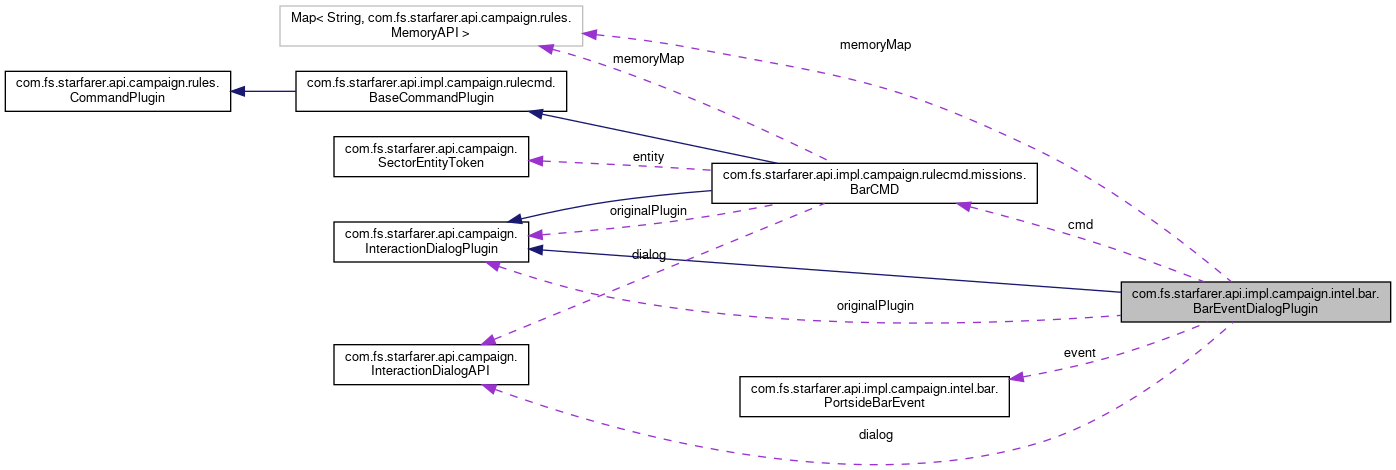 Map< String, com.fs.starfarer.api.campaign.rules.
MemoryAPI >
memoryMap
memoryMap
com.fs.starfarer.api.campaign.rules.
CommandPlugin
com.fs.starfarer.api.impl.campaign.rulecmd.
BaseCommandPlugin
com.fs.starfarer.api.campaign.
SectorEntityToken
entity
com.fs.starfarer.api.impl.campaign.rulecmd.missions.
BarCMD
originalPlugin
cmd
com.fs.starfarer.api.campaign.
InteractionDialogPlugin
dialog
com.fs.starfarer.api.impl.campaign.intel.bar.
BarEventDialogPlugin
originalPlugin
com.fs.starfarer.api.campaign.
InteractionDialogAPI
event
com.fs.starfarer.api.impl.campaign.intel.bar.
PortsideBarEvent
dialog